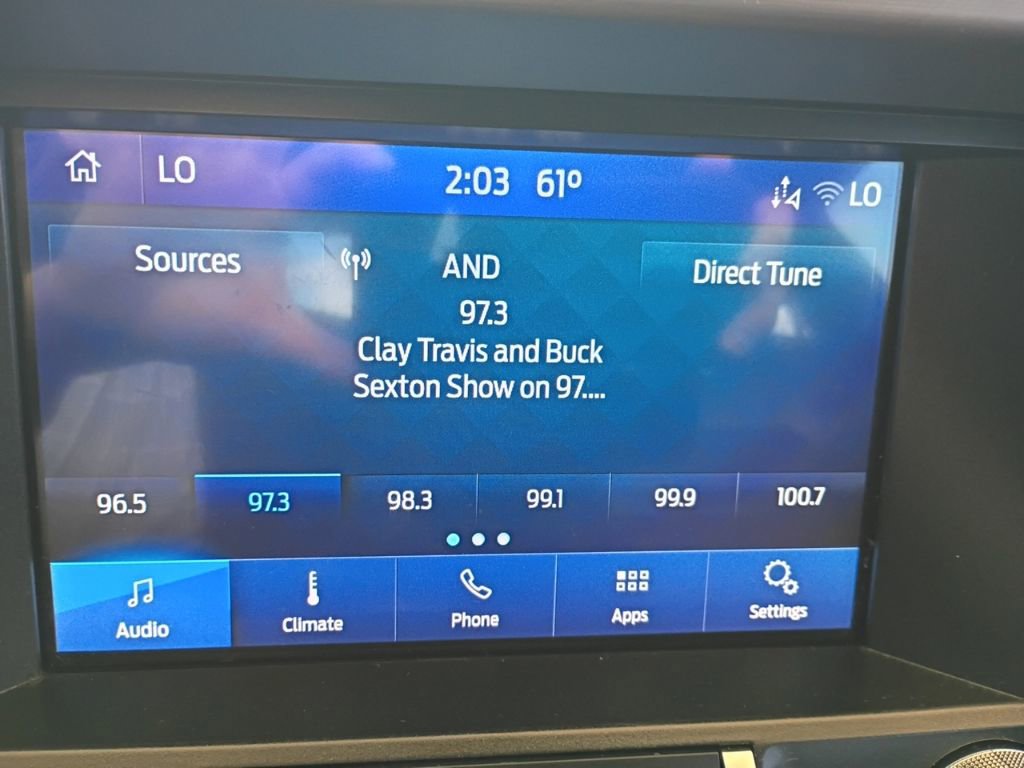 LO 2:03 61° LO
Sources AND Direct Tune
97.3
Clay Travis and Buck
Sexton Show on 97....
96.5 97.3 98.3 99.1 99.9 100.7
Audio Climate Phone Apps Settings